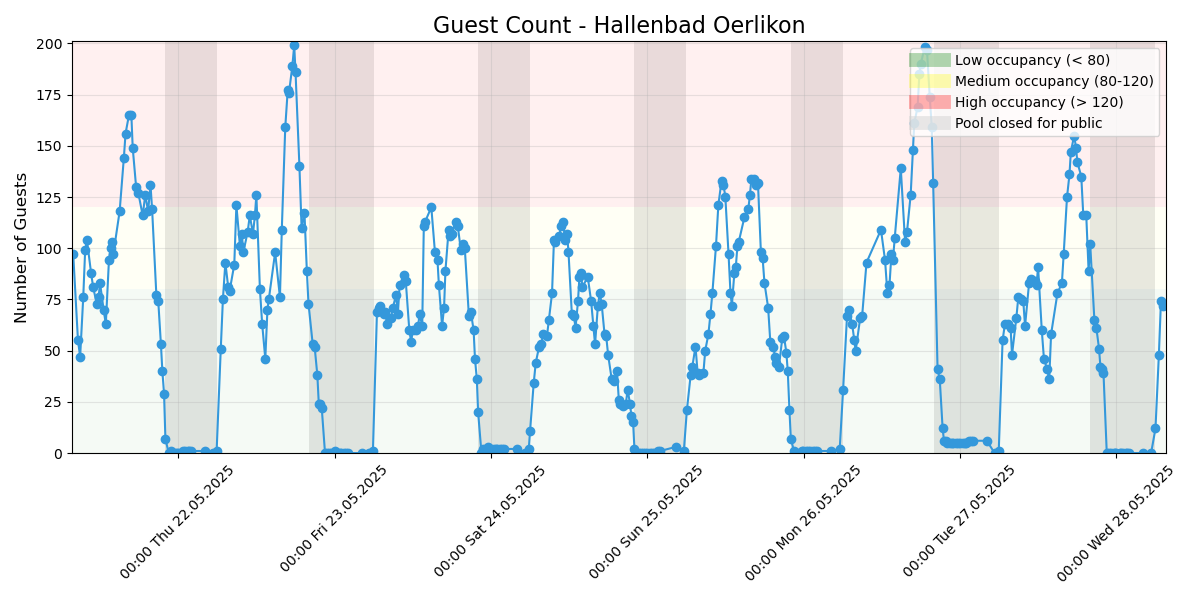 Guest Count - Hallenbad Oerlikon
Number of Guests
200
175
150
125
100
75
50
25
0
Low occupancy (< 80)
Medium occupancy (80-120)
High occupancy (> 120)
Pool closed for public
00:00 Thu 22.05.2025
00:00 Fri 23.05.2025
00:00 Sat 24.05.2025
00:00 Sun 25.05.2025
00:00 Mon 26.05.2025
00:00 Tue 27.05.2025
00:00 Wed 28.05.2025